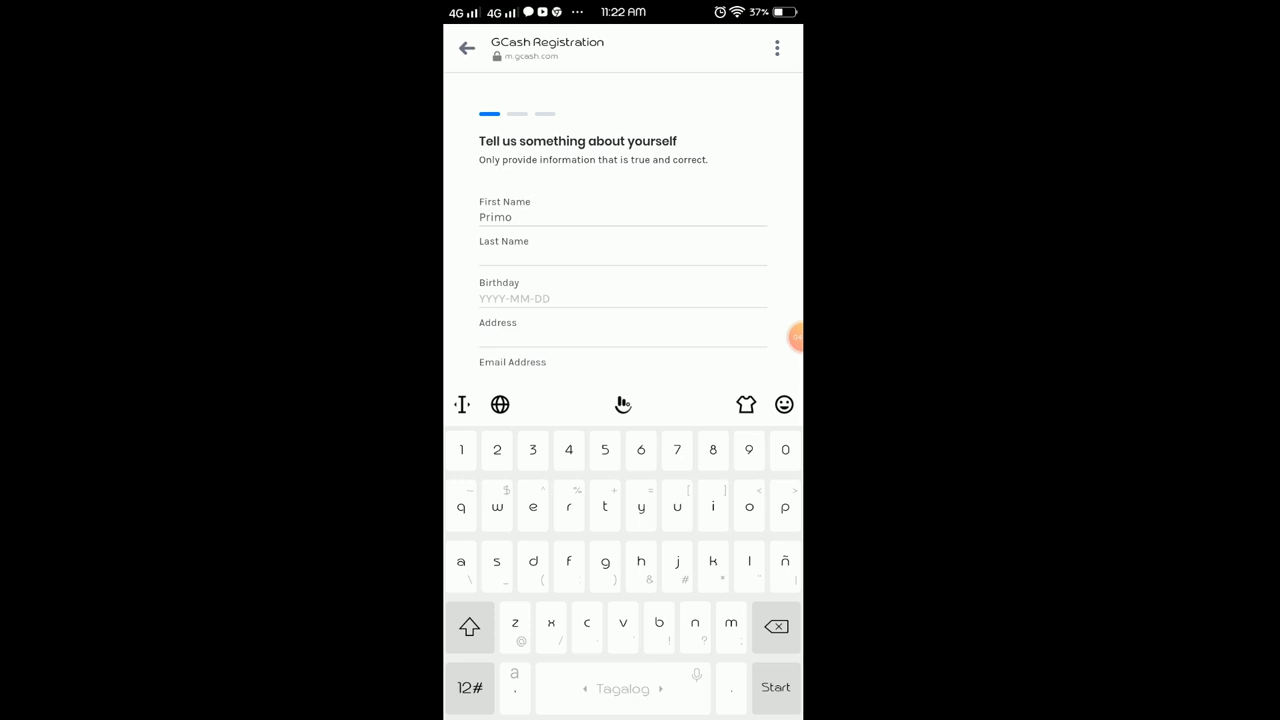 4G 4G ... 11:22 AM 37%
GCash Registration
m.gcash.com
Tell us something about yourself
Only provide information that is true and correct.
First Name
Primo
Last Name
Birthday
YYYY-MM-DD
Address
Email Address
1 2 3 4 5 6 7 8 9 0
~ $ ^ % + = [ ] < >
q w e r t y u i o p
a s d f g h j k l ñ
\ _ ( : ) & # * " |
z x c v b n m
@ / - ' ! ? ;
12# a . Tagalog . Start